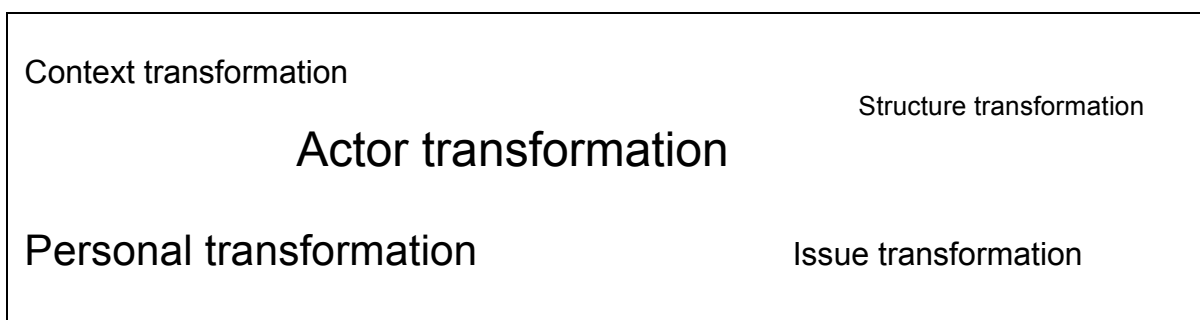 Context transformation
Structure transformation
Actor transformation
Personal transformation
Issue transformation